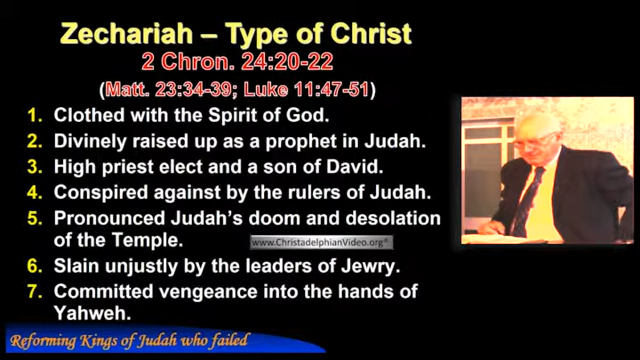 Zechariah – Type of Christ
2 Chron. 24:20-22
(Matt. 23:34-39; Luke 11:47-51)
1. Clothed with the Spirit of God.
2. Divinely raised up as a prophet in Judah.
3. High priest elect and a son of David.
4. Conspired against by the rulers of Judah.
5. Pronounced Judah's doom and desolation
of the Temple.
www.ChristadelphianVideo.org®
6. Slain unjustly by the leaders of Jewry.
7. Committed vengeance into the hands of
Yahweh.
Reforming Kings of Judah who failed